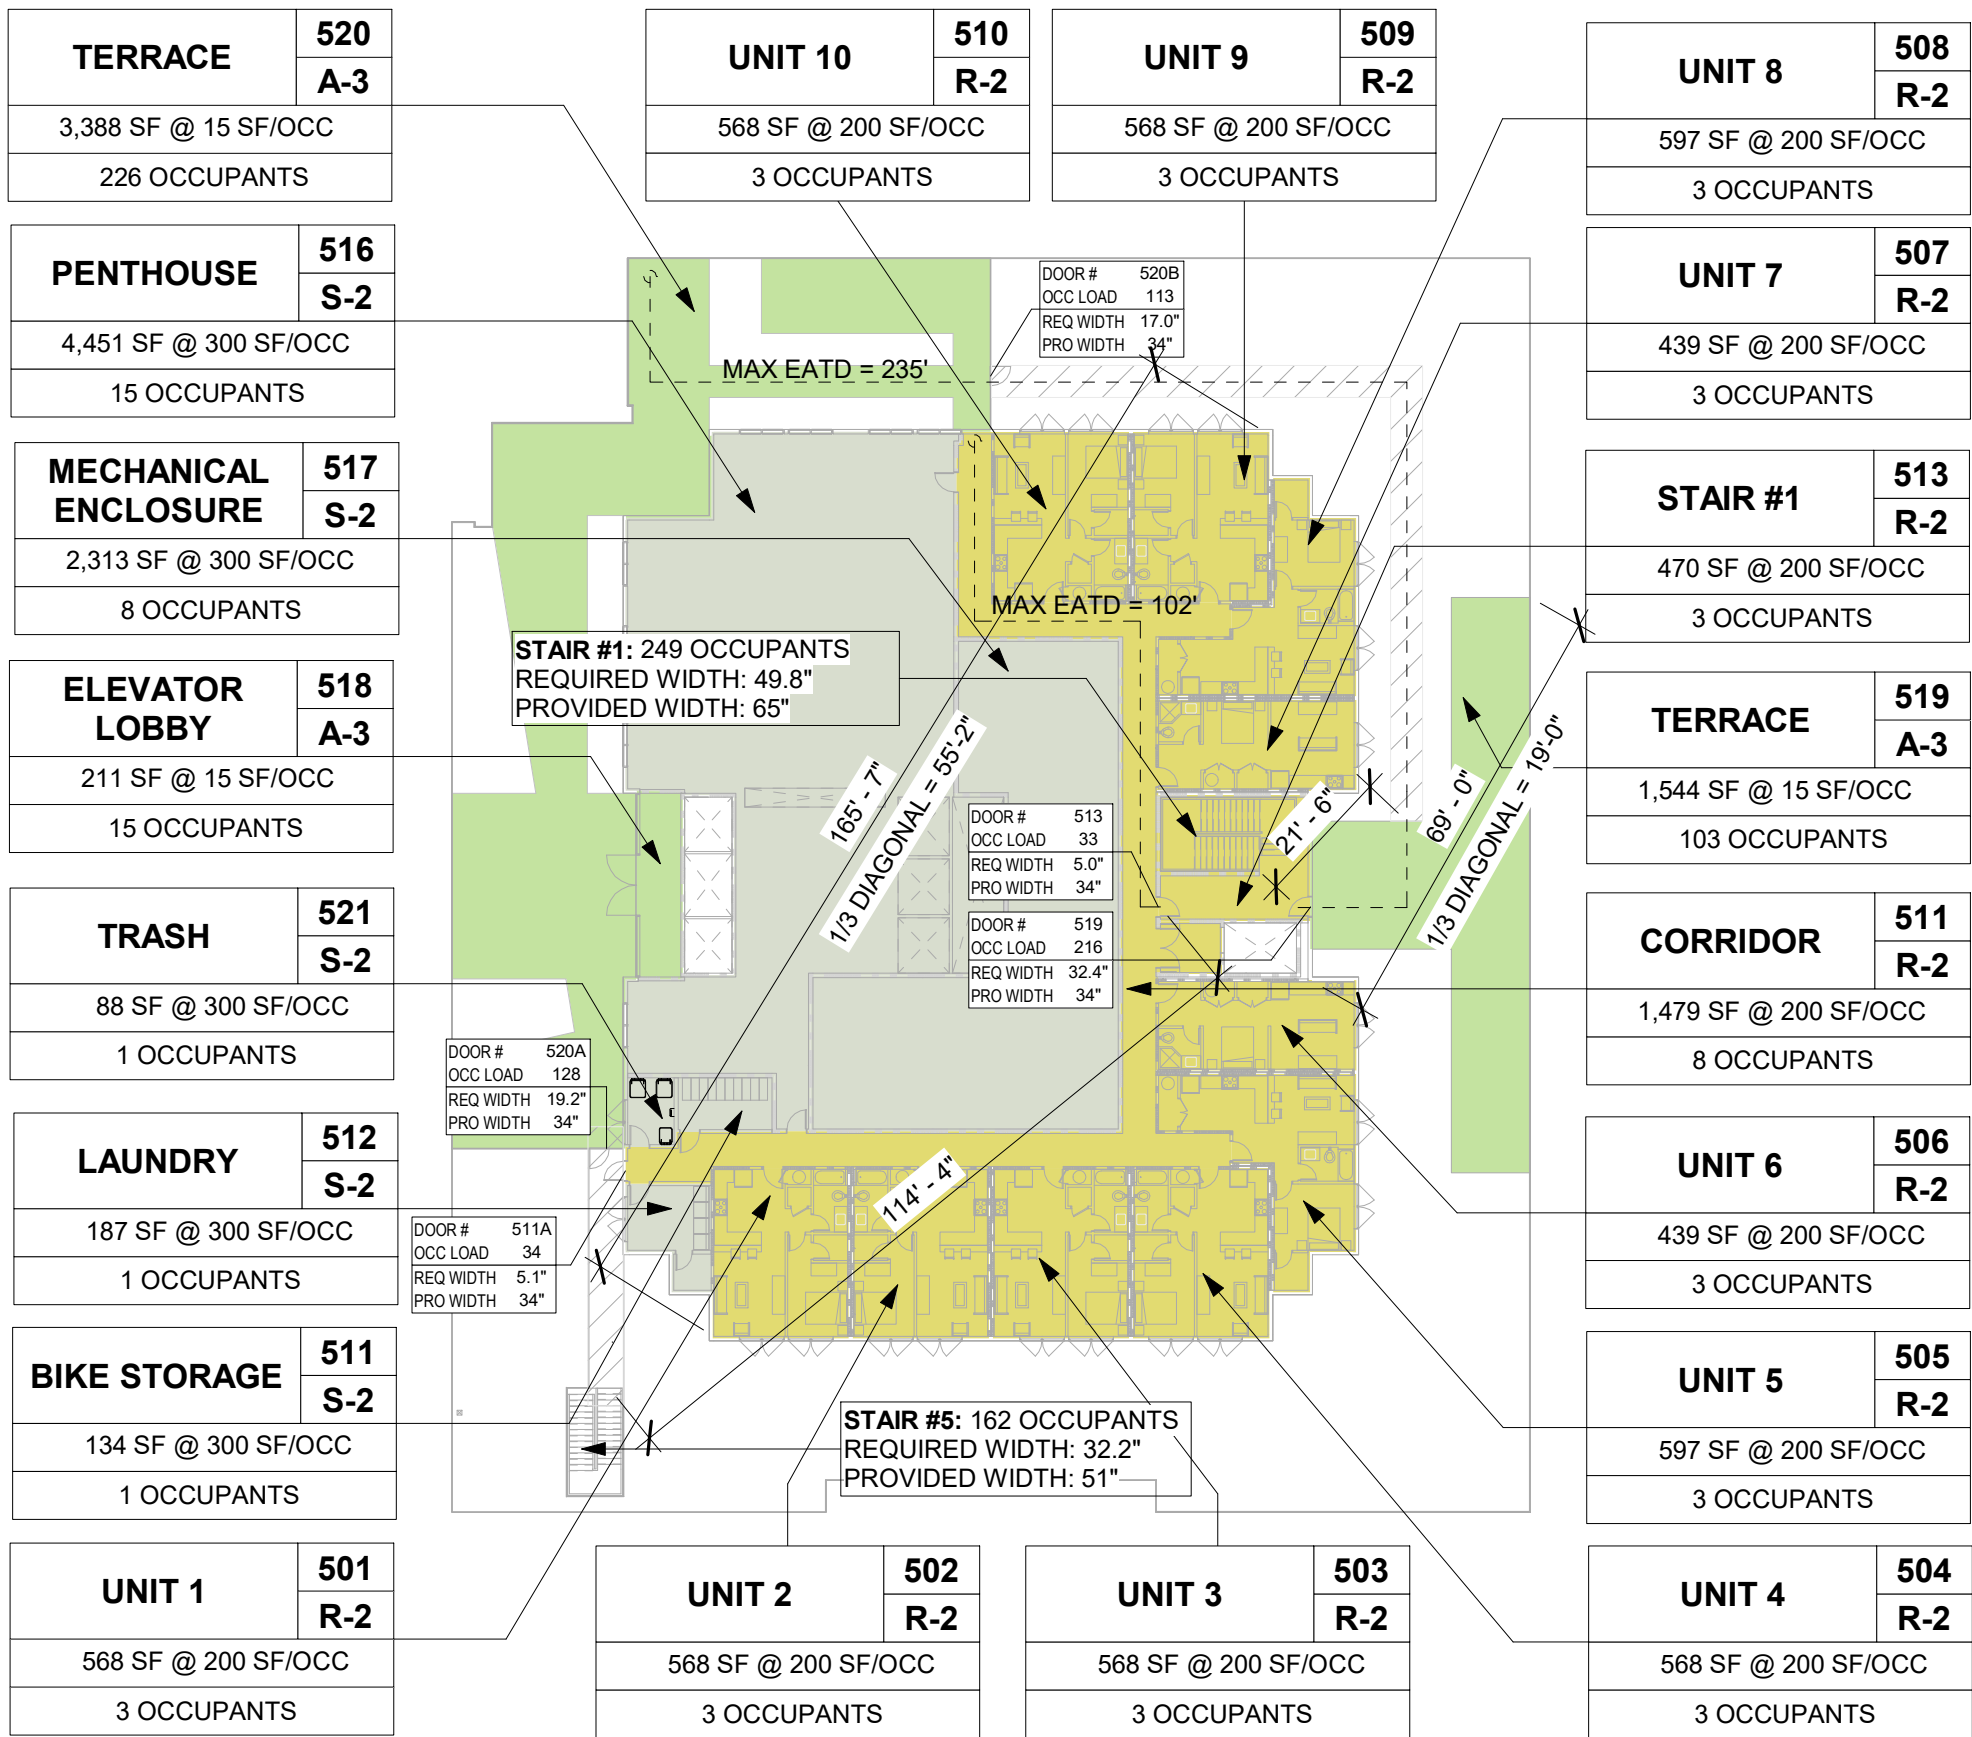 TERRACE
520
A-3
3,388 SF @ 15 SF/OCC
226 OCCUPANTS
UNIT 10
510
R-2
568 SF @ 200 SF/OCC
3 OCCUPANTS
UNIT 9
509
R-2
568 SF @ 200 SF/OCC
3 OCCUPANTS
UNIT 8
508
R-2
597 SF @ 200 SF/OCC
3 OCCUPANTS
PENTHOUSE
516
S-2
4,451 SF @ 300 SF/OCC
15 OCCUPANTS
UNIT 7
507
R-2
439 SF @ 200 SF/OCC
3 OCCUPANTS
DOOR # 520B
OCC LOAD 113
REQ WIDTH 17.0"
PRO WIDTH 34"
MAX EATD = 235'
MECHANICAL
ENCLOSURE
517
S-2
2,313 SF @ 300 SF/OCC
8 OCCUPANTS
STAIR #1
513
R-2
470 SF @ 200 SF/OCC
3 OCCUPANTS
MAX EATD = 102'
STAIR #1: 249 OCCUPANTS
REQUIRED WIDTH: 49.8"
PROVIDED WIDTH: 65"
ELEVATOR
LOBBY
518
A-3
211 SF @ 15 SF/OCC
15 OCCUPANTS
TERRACE
519
A-3
1,544 SF @ 15 SF/OCC
103 OCCUPANTS
165' - 7"
1/3 DIAGONAL = 55'-2"
21' - 6"
69' - 0"
1/3 DIAGONAL = 19'-0"
DOOR # 513
OCC LOAD 33
REQ WIDTH 5.0"
PRO WIDTH 34"
DOOR # 519
OCC LOAD 216
REQ WIDTH 32.4"
PRO WIDTH 34"
TRASH
521
S-2
88 SF @ 300 SF/OCC
1 OCCUPANTS
CORRIDOR
511
R-2
1,479 SF @ 200 SF/OCC
8 OCCUPANTS
DOOR # 520A
OCC LOAD 128
REQ WIDTH 19.2"
PRO WIDTH 34"
LAUNDRY
512
S-2
187 SF @ 300 SF/OCC
1 OCCUPANTS
UNIT 6
506
R-2
439 SF @ 200 SF/OCC
3 OCCUPANTS
114' - 4"
DOOR # 511A
OCC LOAD 34
REQ WIDTH 5.1"
PRO WIDTH 34"
BIKE STORAGE
511
S-2
134 SF @ 300 SF/OCC
1 OCCUPANTS
UNIT 5
505
R-2
597 SF @ 200 SF/OCC
3 OCCUPANTS
STAIR #5: 162 OCCUPANTS
REQUIRED WIDTH: 32.2"
PROVIDED WIDTH: 51"
UNIT 1
501
R-2
568 SF @ 200 SF/OCC
3 OCCUPANTS
UNIT 2
502
R-2
568 SF @ 200 SF/OCC
3 OCCUPANTS
UNIT 3
503
R-2
568 SF @ 200 SF/OCC
3 OCCUPANTS
UNIT 4
504
R-2
568 SF @ 200 SF/OCC
3 OCCUPANTS